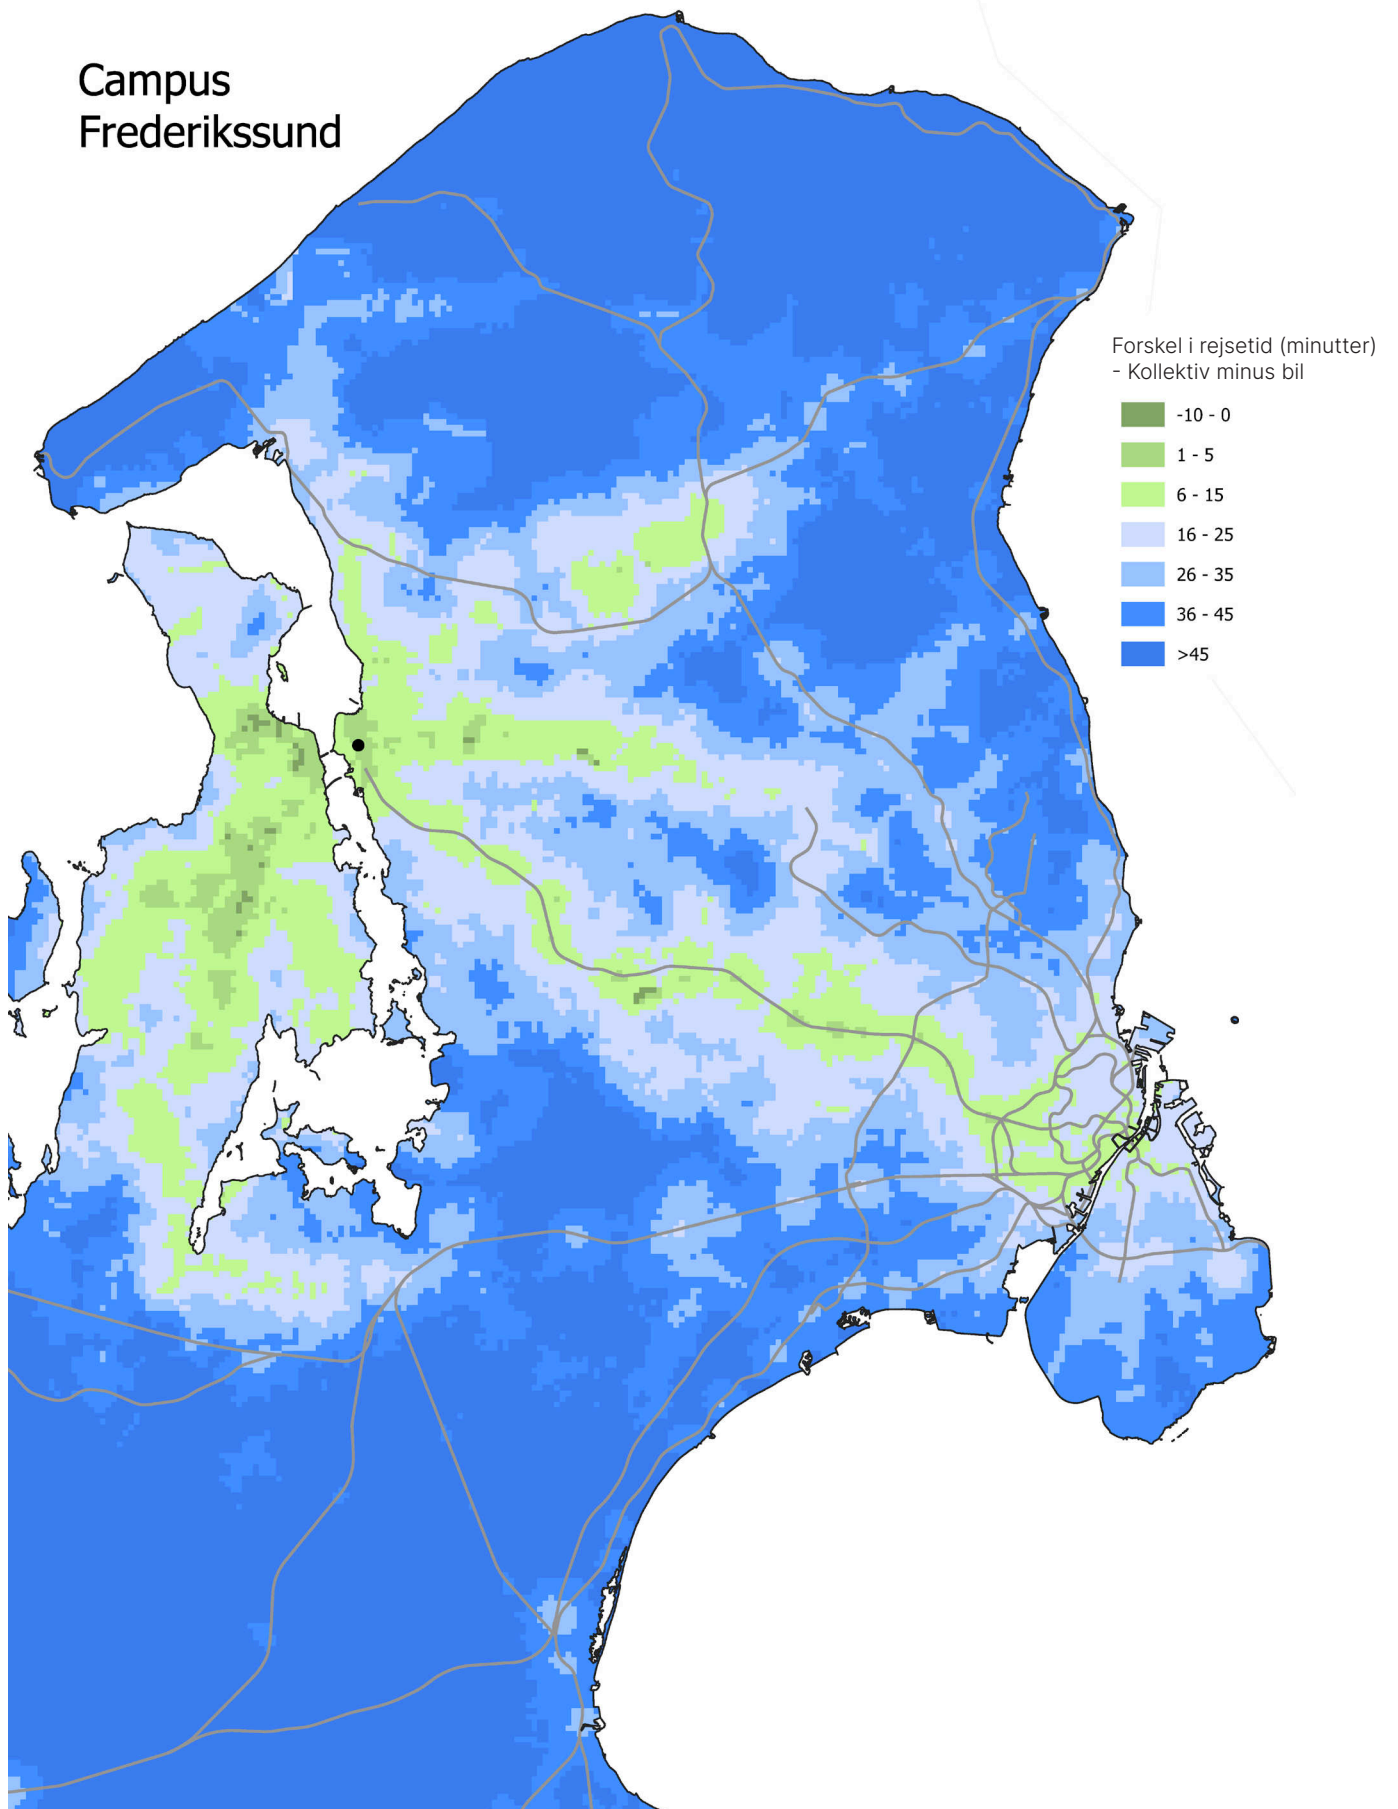 Campus
Frederikssund
Forskel i rejsetid (minutter)
- Kollektiv minus bil
-10 - 0
1 - 5
6 - 15
16 - 25
26 - 35
36 - 45
>45